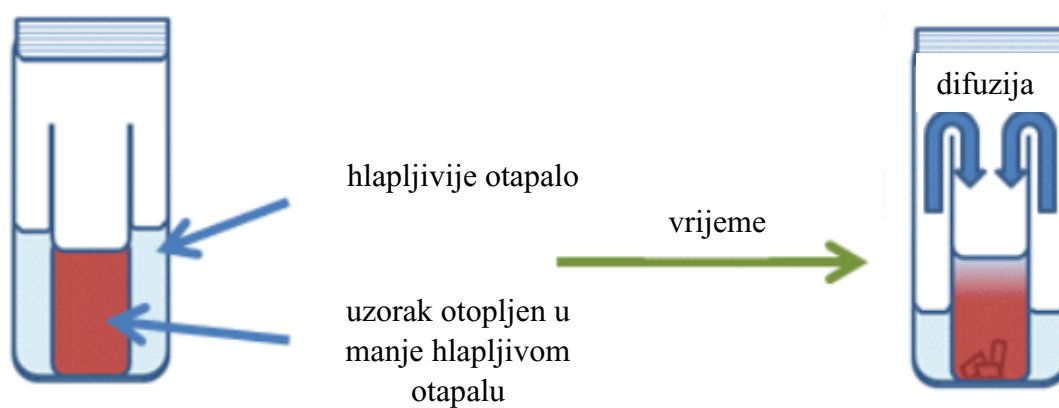 hlapljivije otapalo
uzorak otopljen u
manje hlapljivom
otapalu
vrijeme
difuzija